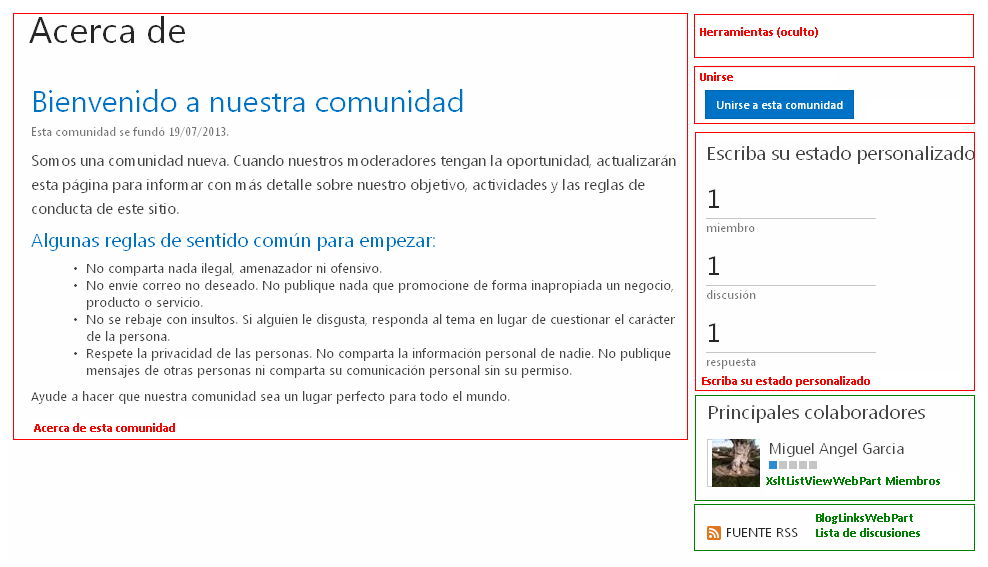 Acerca de
Bienvenido a nuestra comunidad
Esta comunidad se fundó 19/07/2013.
Somos una comunidad nueva. Cuando nuestros moderadores tengan la oportunidad, actualizarán
esta página para informar con más detalle sobre nuestro objetivo, actividades y las reglas de
conducta de este sitio.
Algunas reglas de sentido común para empezar:
• No comparta nada ilegal, amenazador ni ofensivo.
• No envíe correo no deseado. No publique nada que promocione de forma inapropiada un negocio,
producto o servicio.
• No se rebaje con insultos. Si alguien le disgusta, responda al tema en lugar de cuestionar el carácter
de la persona.
• Respete la privacidad de las personas. No comparta la información personal de nadie. No publique
mensajes de otras personas ni comparta su comunicación personal sin su permiso.
Ayude a hacer que nuestra comunidad sea un lugar perfecto para todo el mundo.
Acerca de esta comunidad
Herramientas (oculto)
Unirse
Unirse a esta comunidad
Escriba su estado personalizado
1
miembro
1
discusión
1
respuesta
Escriba su estado personalizado
Principales colaboradores
Miguel Angel Garcia
XsltListViewWebPart Miembros
BlogLinksWebPart
FUENTE RSS
Lista de discusiones